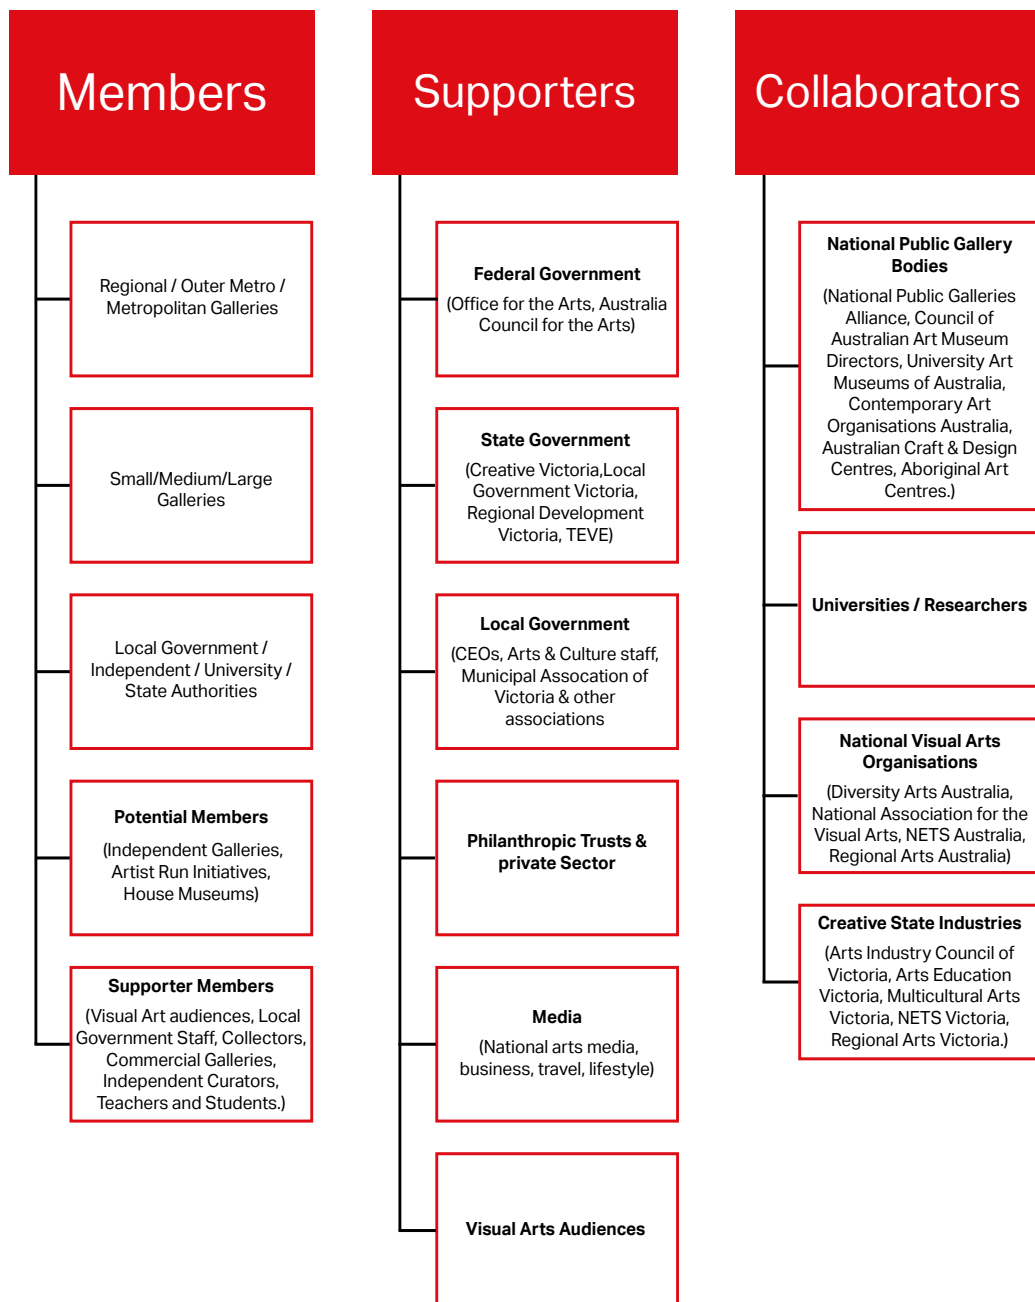 Members
Regional / Outer Metro /
Metropolitan Galleries
Small/Medium/Large
Galleries
Local Government /
Independent / University /
State Authorities
Potential Members
(Independent Galleries,
Artist Run Initiatives,
House Museums)
Supporter Members
(Visual Art audiences, Local
Government Staff, Collectors,
Commercial Galleries,
Independent Curators,
Teachers and Students.)
Supporters
Federal Government
(Office for the Arts, Australia
Council for the Arts)
State Government
(Creative Victoria,Local
Government Victoria,
Regional Development
Victoria, TEVE)
Local Government
(CEOs, Arts & Culture staff,
Municipal Assocation of
Victoria & other
associations
Philanthropic Trusts &
private Sector
Media
(National arts media,
business, travel, lifestyle)
Visual Arts Audiences
Collaborators
National Public Gallery
Bodies
(National Public Galleries
Alliance, Council of
Australian Art Museum
Directors, University Art
Museums of Australia,
Contemporary Art
Organisations Australia,
Australian Craft & Design
Centres, Aboriginal Art
Centres.)
Universities / Researchers
National Visual Arts
Organisations
(Diversity Arts Australia,
National Association for the
Visual Arts, NETS Australia,
Regional Arts Australia)
Creative State Industries
(Arts Industry Council of
Victoria, Arts Education
Victoria, Multicultural Arts
Victoria, NETS Victoria,
Regional Arts Victoria.)